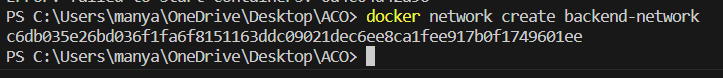 PS C:\Users\manya\OneDrive\Desktop\ACO> docker network create backend-network
c6db035e26bd036f1fa6f8151163ddc09021dec6ee8ca1fee917b0f1749601ee
PS C:\Users\manya\OneDrive\Desktop\ACO>